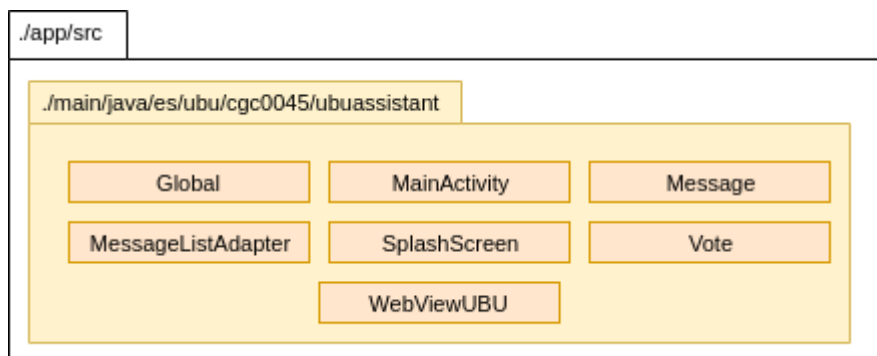 ./app/src
./main/java/es/ubu/cgc0045/ubuassistant
Global
MainActivity
Message
MessageListAdapter
SplashScreen
Vote
WebViewUBU